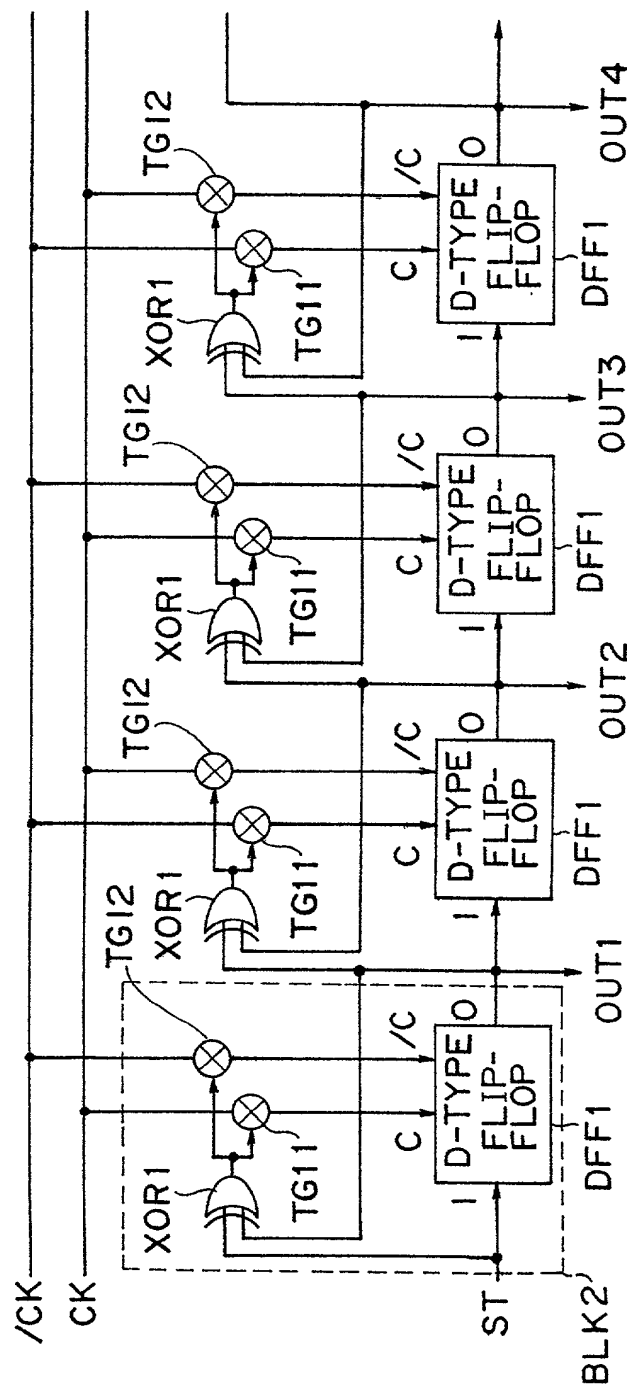 /CK
CK
TG12
TG12
TG12
TG12
XOR1
XOR1
XOR1
XOR1
TG11
TG11
TG11
TG11
C
/C
C
/C
C
/C
C
/C
I
D-TYPE
FLIP-
FLOP
O
I
D-TYPE
FLIP-
FLOP
O
I
D-TYPE
FLIP-
FLOP
O
I
D-TYPE
FLIP-
FLOP
O
ST
BLK2
DFF1
OUT1
DFF1
OUT2
DFF1
OUT3
DFF1
OUT4